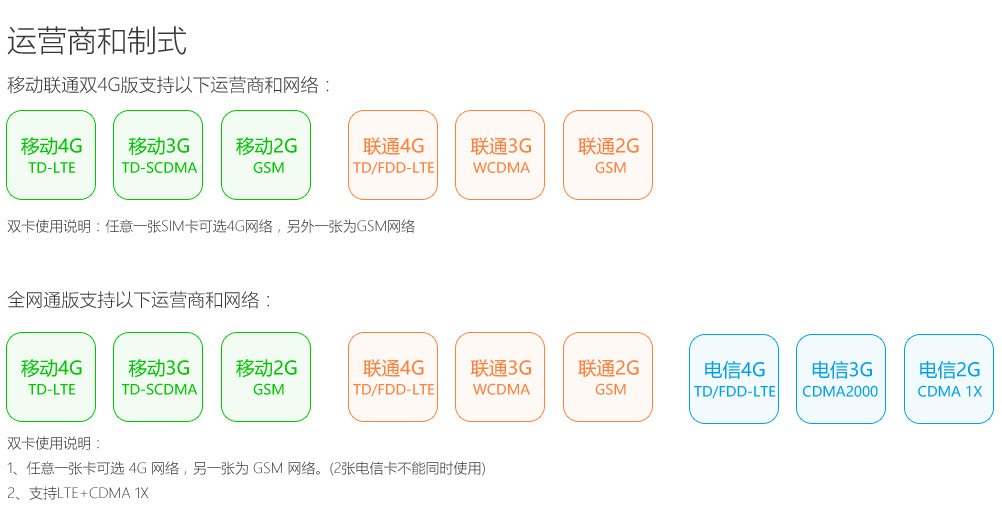 运营商和制式
移动联通双4G版支持以下运营商和网络：
移动4G 移动3G 移动2G 联通4G 联通3G 联通2G
TD-LTE TD-SCDMA GSM TD/FDD-LTE WCDMA GSM
双卡使用说明：任意一张SIM卡可选4G网络，另外一张为GSM网络
全网通版支持以下运营商和网络：
移动4G 移动3G 移动2G 联通4G 联通3G 联通2G 电信4G 电信3G 电信2G
TD-LTE TD-SCDMA GSM TD/FDD-LTE WCDMA GSM TD/FDD-LTE CDMA2000 CDMA 1X
双卡使用说明：
1、任意一张卡可选 4G 网络，另一张为 GSM 网络。(2张电信卡不能同时使用)
2、支持LTE+CDMA 1X